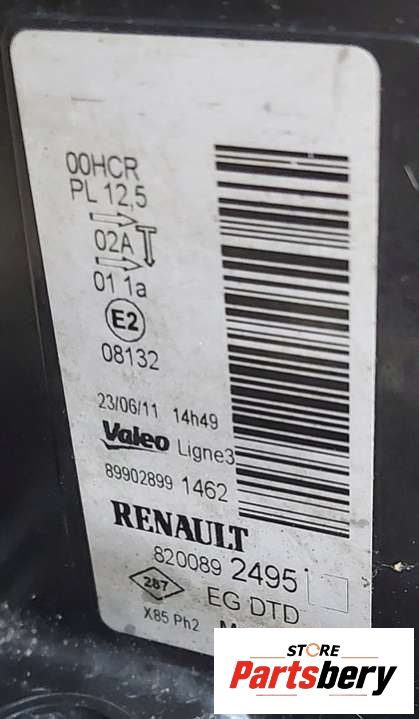 00HCR
PL 12,5
02A
01 1a
E2
08132
23/06/11 14h49
Valeo Ligne3
89902899 1462
RENAULT
820089 2495
287 EG DTD
X85 Ph2
STORE
Partsbery